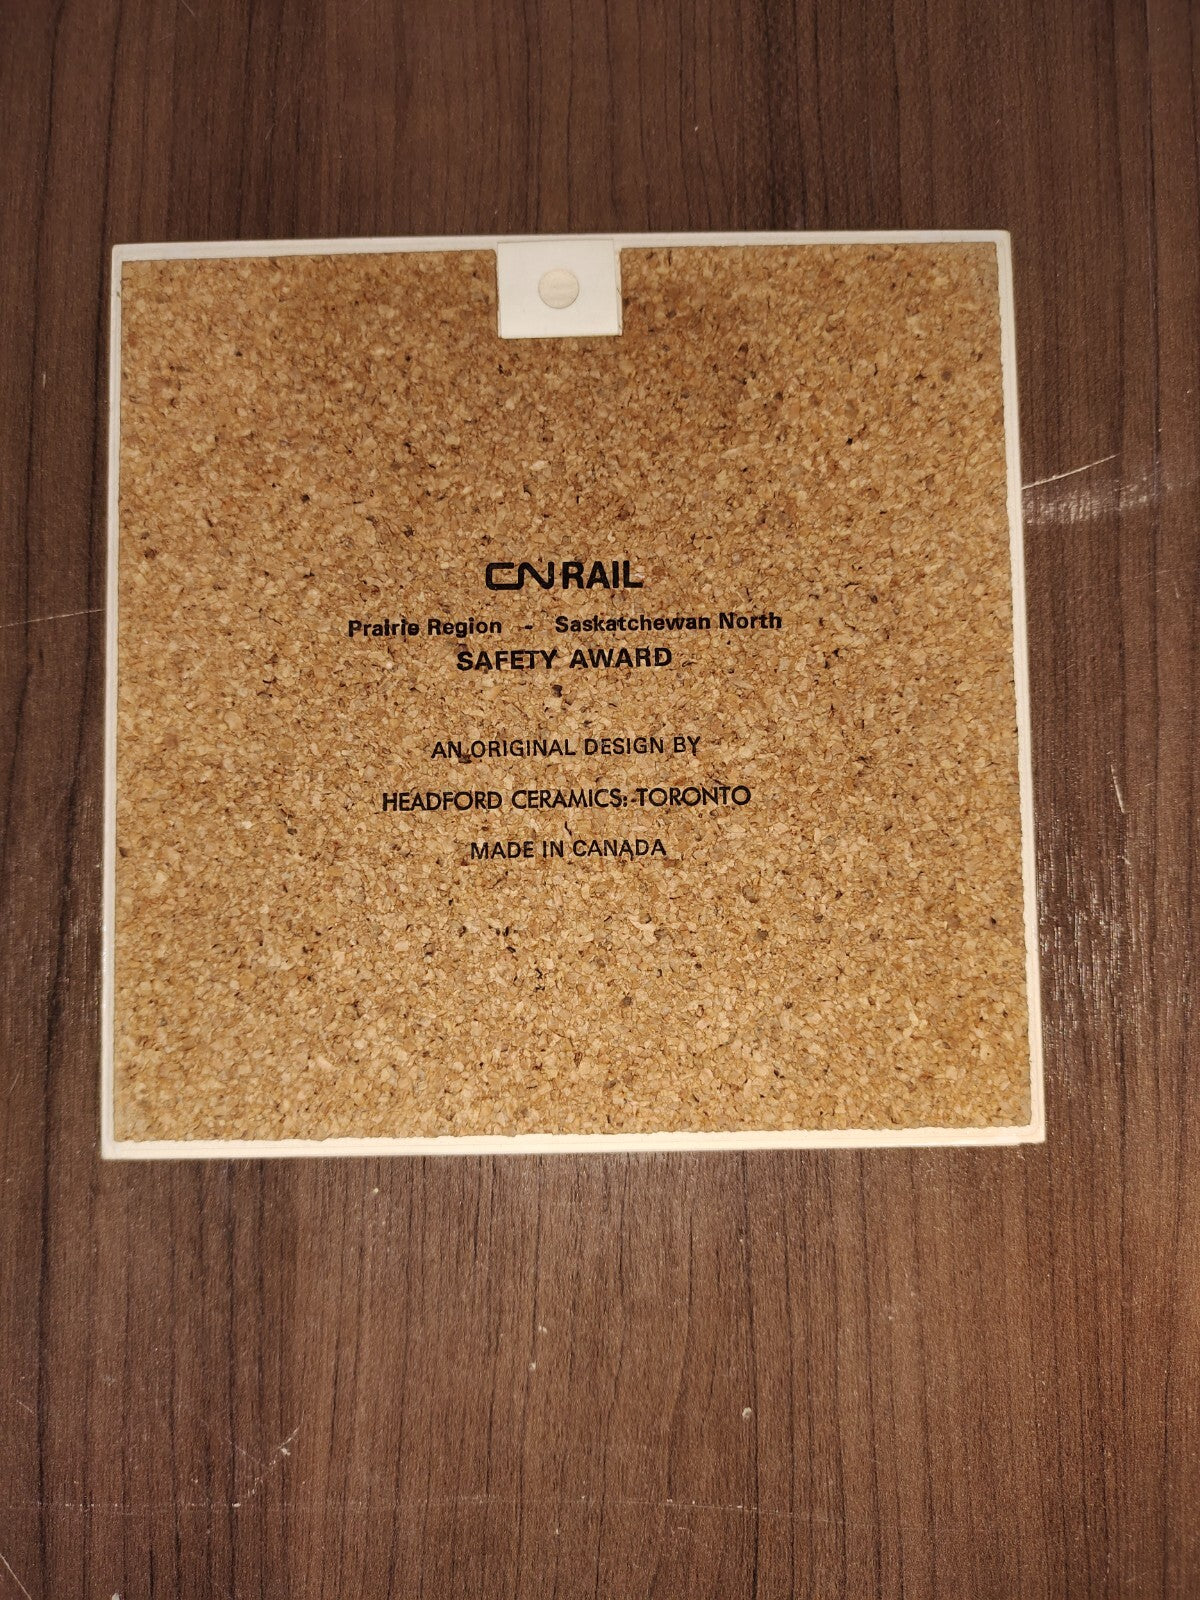 CN RAIL
Prairie Region - Saskatchewan North
SAFETY AWARD
AN ORIGINAL DESIGN BY
HEADFORD CERAMICS: TORONTO
MADE IN CANADA